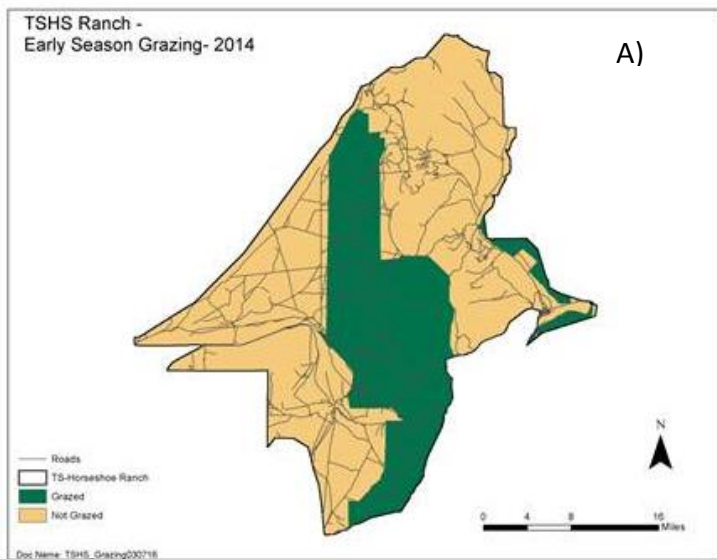 TSHS Ranch -
Early Season Grazing- 2014
A)
N
Roads
TS-Horseshoe Ranch
Grazed
Not Grazed
0 4 8 16
Miles
Doc Name: TSHS_Grazing030716